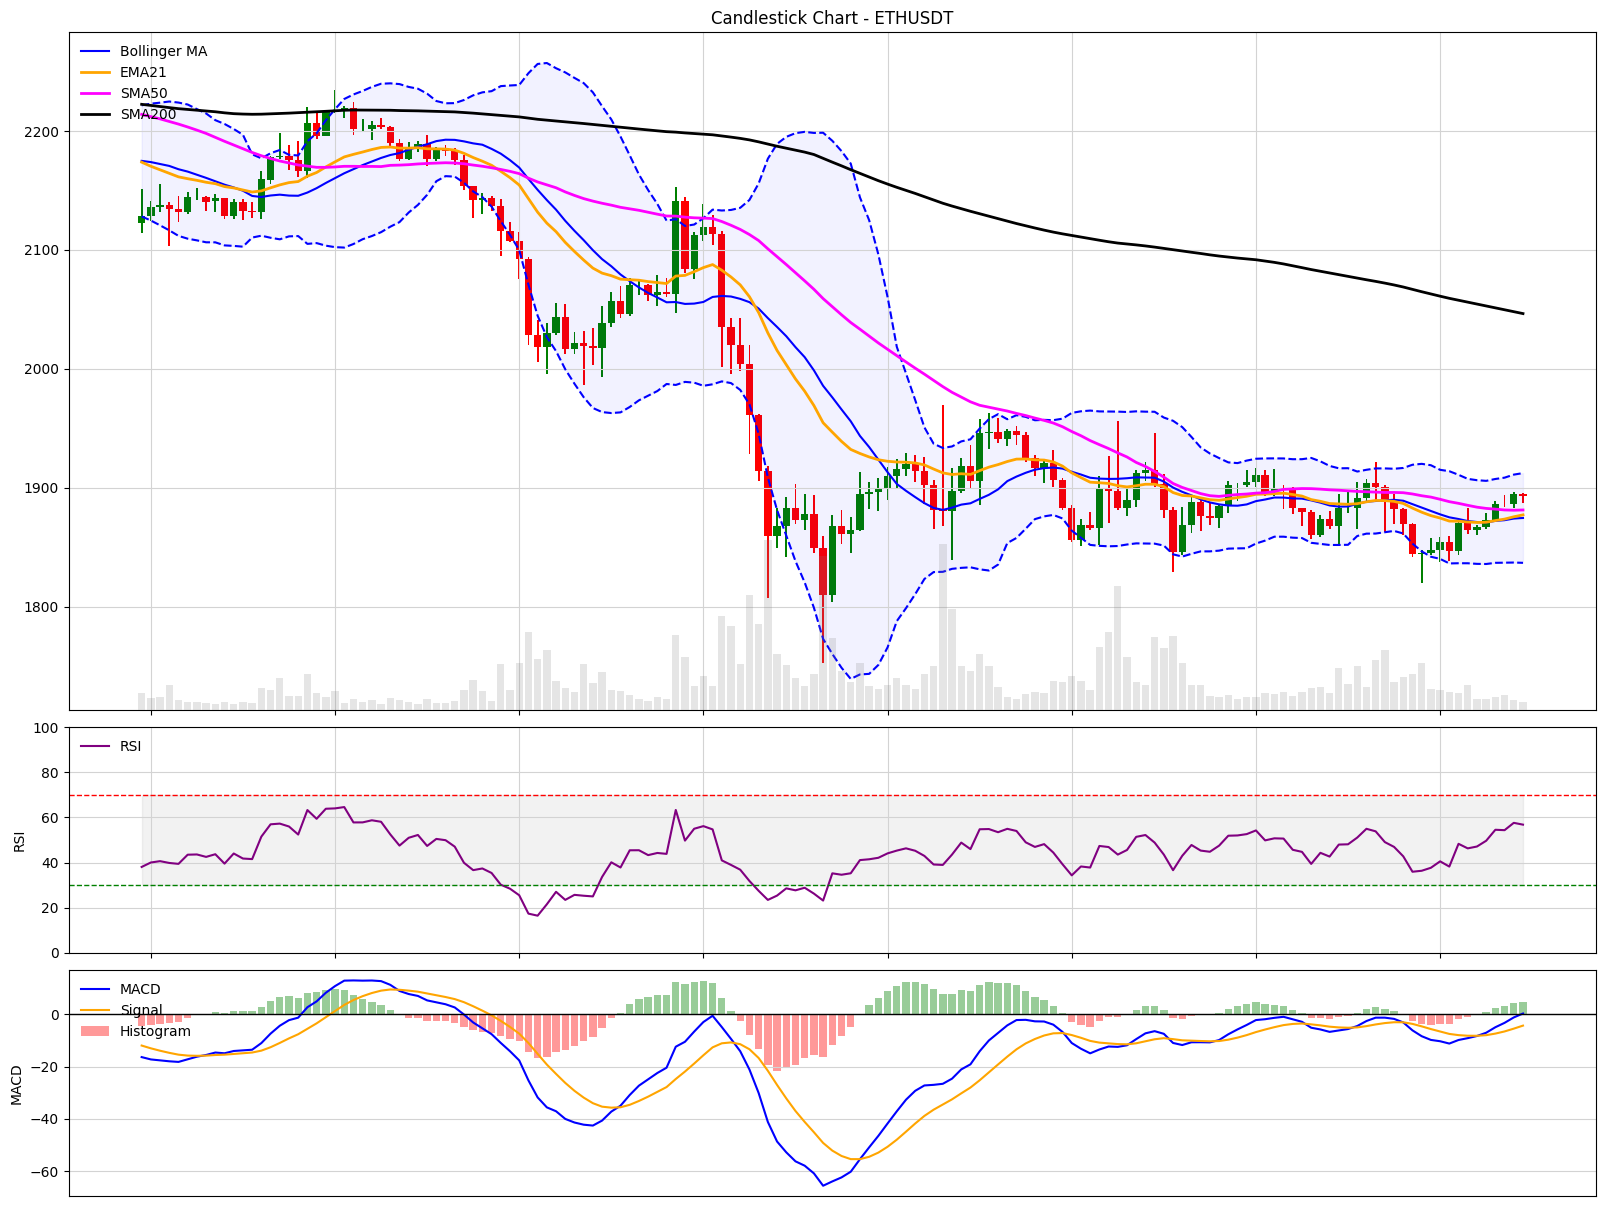 Candlestick Chart - ETHUSDT
Bollinger MA
EMA21
SMA50
SMA200
2200
2100
2000
1900
1800
RSI
100
80
60
40
20
0
RSI
MACD
Signal
Histogram
0
−20
−40
−60
MACD